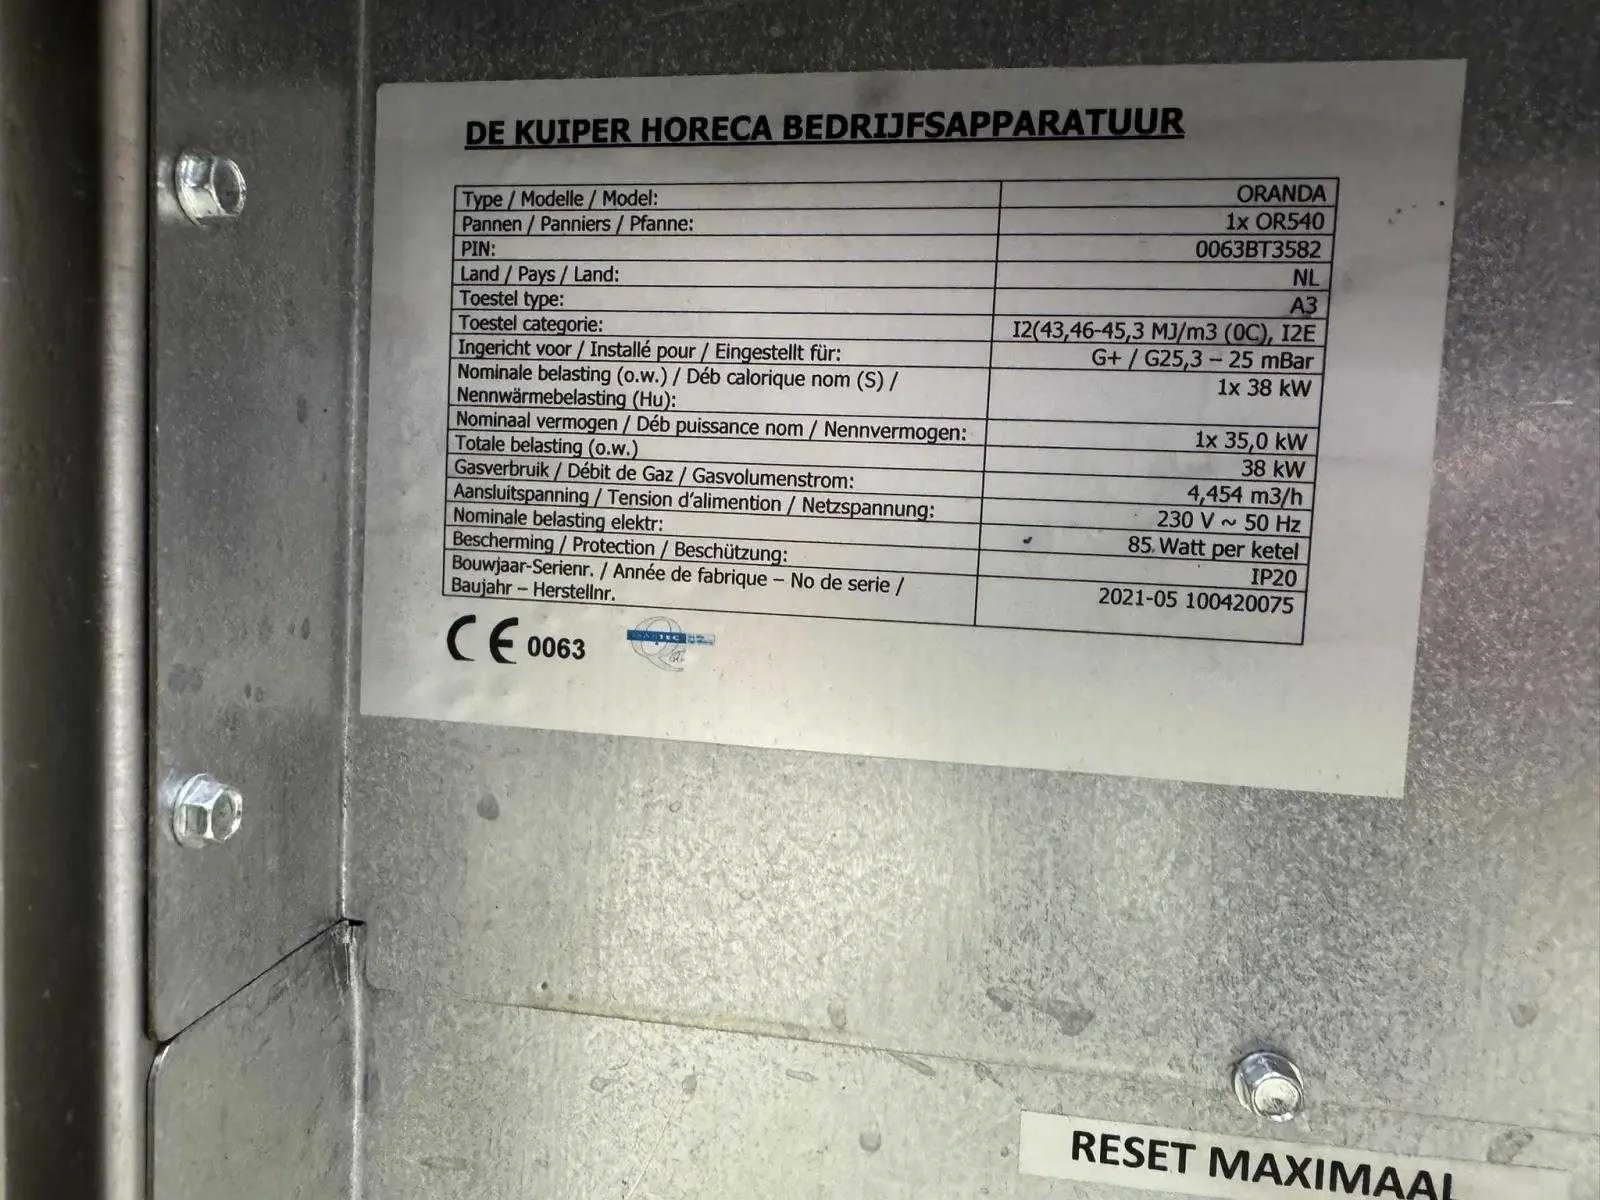 DE KUIPER HORECA BEDRIJFSAPPARATUUR
Type / Modelle / Model: ORANDA
Pannen / Panniers / Pfanne: 1x OR540
PIN: 0063BT3582
Land / Pays / Land: NL
Toestel type: A3
Toestel categorie: I2(43,46-45,3 MJ/m3 (0C), I2E
Ingericht voor / Installé pour / Eingestellt für: G+ / G25,3 – 25 mBar
Nominale belasting (o.w.) / Déb calorique nom (S) / 1x 38 kW
Nennwärmebelasting (Hu):
Nominaal vermogen / Déb puissance nom / Nennvermogen: 1x 35,0 kW
Totale belasting (o.w.) 38 kW
Gasverbruik / Débit de Gaz / Gasvolumenstrom: 4,454 m3/h
Aansluitspanning / Tension d'alimention / Netzspannung: 230 V ~ 50 Hz
Nominale belasting elektr: 85 Watt per ketel
Bescherming / Protection / Beschützung: IP20
Bouwjaar-Serienr. / Année de fabrique – No de serie / 2021-05 100420075
Baujahr – Herstellnr.
CE 0063
RESET MAXIMAAL